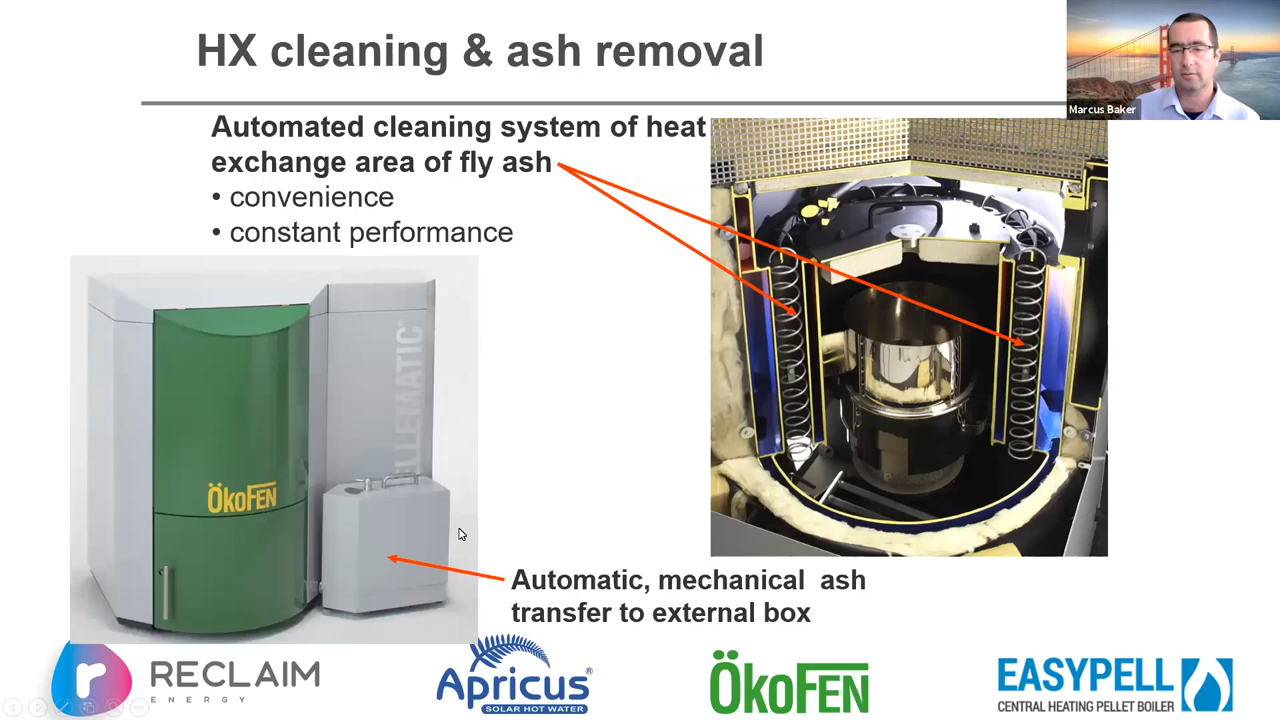 HX cleaning & ash removal
Marcus Baker
Automated cleaning system of heat
exchange area of fly ash
• convenience
• constant performance
ÖkoFEN
Automatic, mechanical ash
transfer to external box
RECLAIM
ENERGY
Apricus®
SOLAR HOT WATER
ÖkoFEN
EASYPELL
CENTRAL HEATING PELLET BOILER